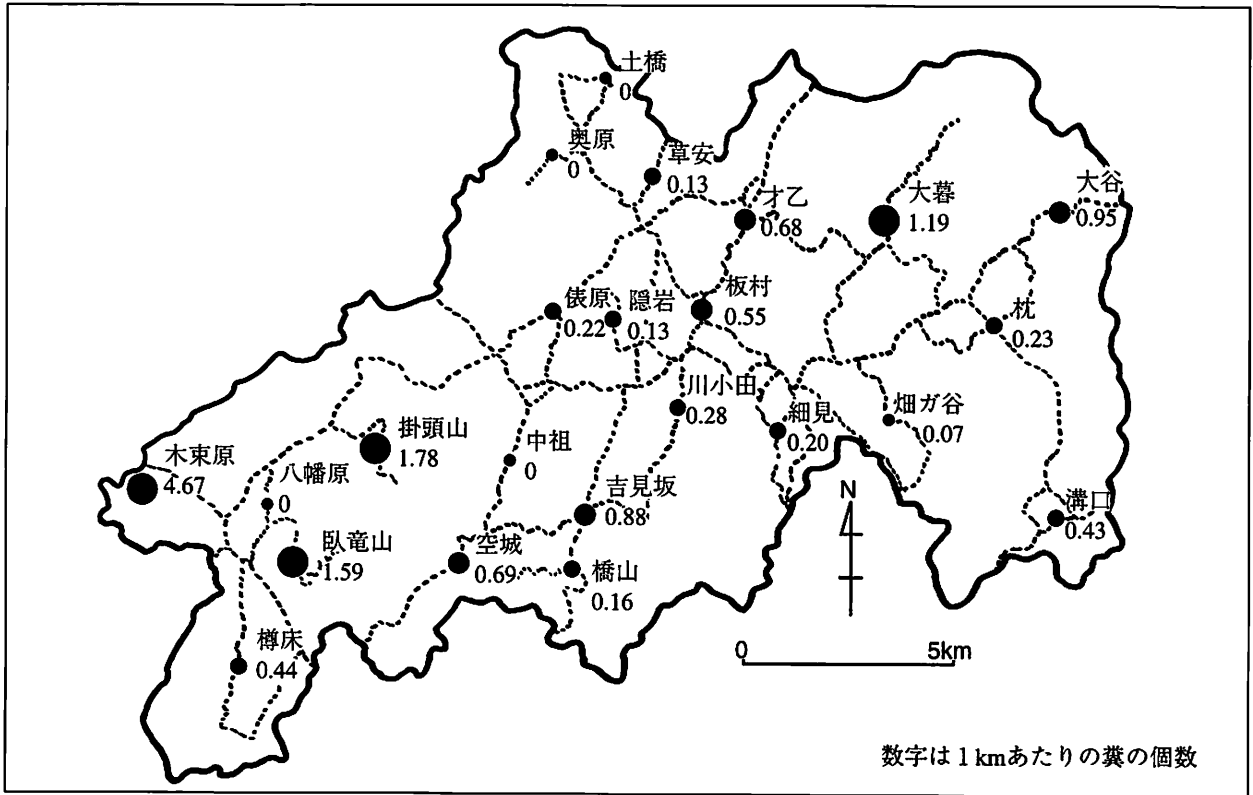 土橋
0
奥原
0
草安
0.13
才乙
0.68
大暮
1.19
大谷
0.95
俵原
0.22
隠岩
0.13
板村
0.55
枕
0.23
川小田
0.28
細見
0.20
畑ガ谷
0.07
掛頭山
1.78
中祖
0
木束原
4.67
八幡原
0
吉見坂
0.88
溝口
0.43
臥竜山
1.59
空城
0.69
橋山
0.16
樽床
0.44
N
0 5km
数字は1kmあたりの糞の個数